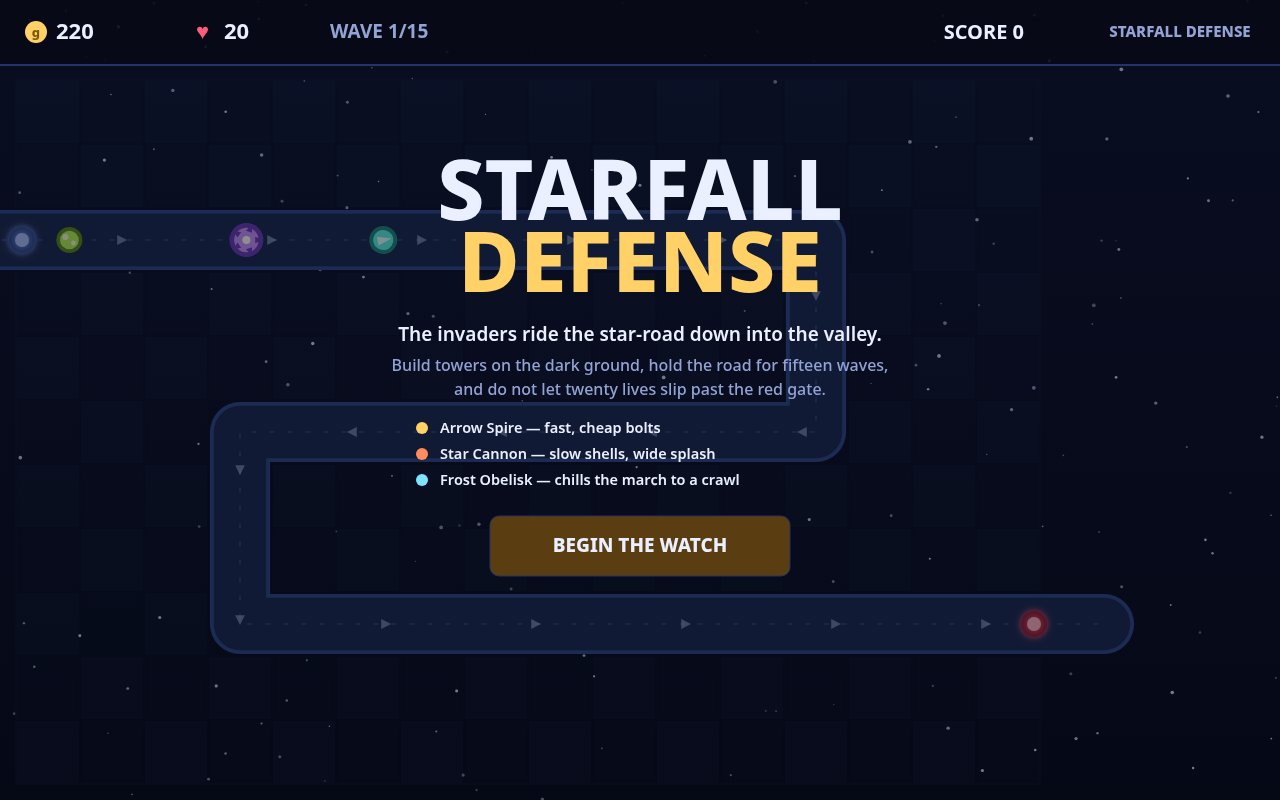 g 220 ♥ 20 WAVE 1/15 SCORE 0 STARFALL DEFENSE
STARFALL
DEFENSE
The invaders ride the star-road down into the valley.
Build towers on the dark ground, hold the road for fifteen waves,
and do not let twenty lives slip past the red gate.
Arrow Spire — fast, cheap bolts
Star Cannon — slow shells, wide splash
Frost Obelisk — chills the march to a crawl
BEGIN THE WATCH